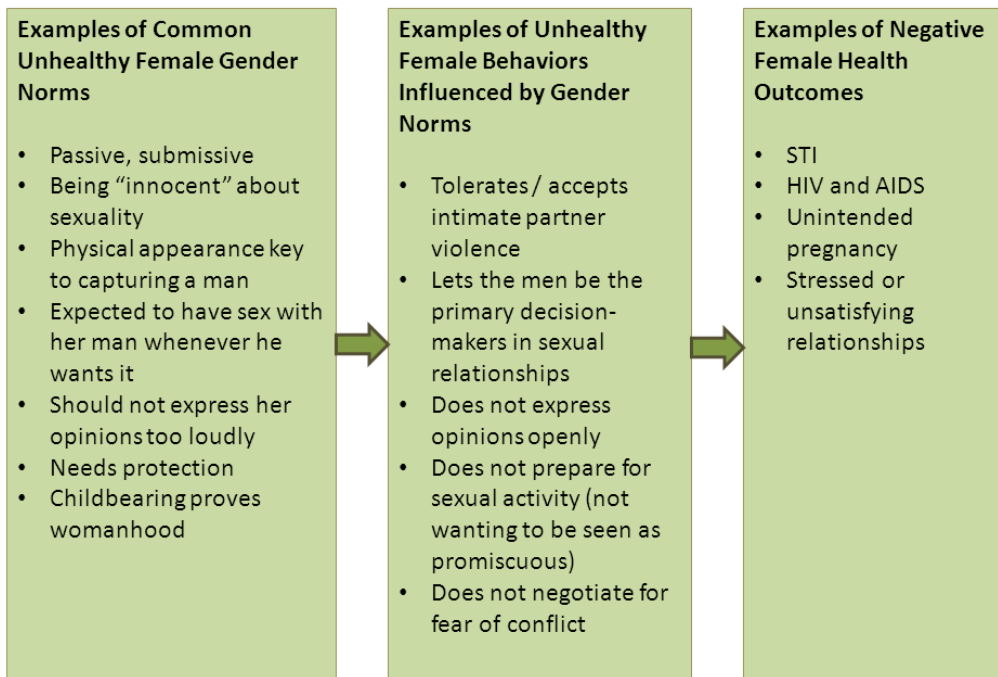 Examples of Common
Unhealthy Female Gender
Norms
• Passive, submissive
• Being “innocent” about
sexuality
• Physical appearance key
to capturing a man
• Expected to have sex with
her man whenever he
wants it
• Should not express her
opinions too loudly
• Needs protection
• Childbearing proves
womanhood
Examples of Unhealthy
Female Behaviors
Influenced by Gender
Norms
• Tolerates / accepts
intimate partner
violence
• Lets the men be the
primary decision-
makers in sexual
relationships
• Does not express
opinions openly
• Does not prepare for
sexual activity (not
wanting to be seen as
promiscuous)
• Does not negotiate for
fear of conflict
Examples of Negative
Female Health
Outcomes
• STI
• HIV and AIDS
• Unintended
pregnancy
• Stressed or
unsatisfying
relationships